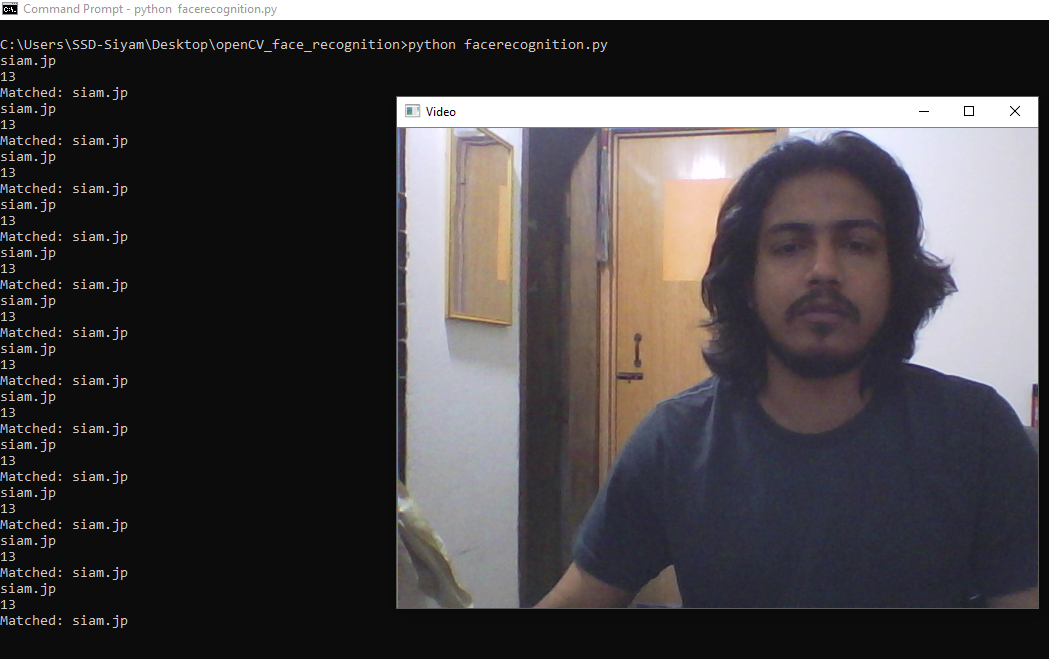 Command Prompt - python  facerecognition.py
C:\Users\SSD-Siyam\Desktop\openCV_face_recognition>python facerecognition.py
siam.jp
13
Matched: siam.jp
siam.jp
13
Matched: siam.jp
siam.jp
13
Matched: siam.jp
siam.jp
13
Matched: siam.jp
siam.jp
13
Matched: siam.jp
siam.jp
13
Matched: siam.jp
siam.jp
13
Matched: siam.jp
siam.jp
13
Matched: siam.jp
siam.jp
13
Matched: siam.jp
siam.jp
13
Matched: siam.jp
siam.jp
13
Matched: siam.jp
siam.jp
13
Matched: siam.jp
Video